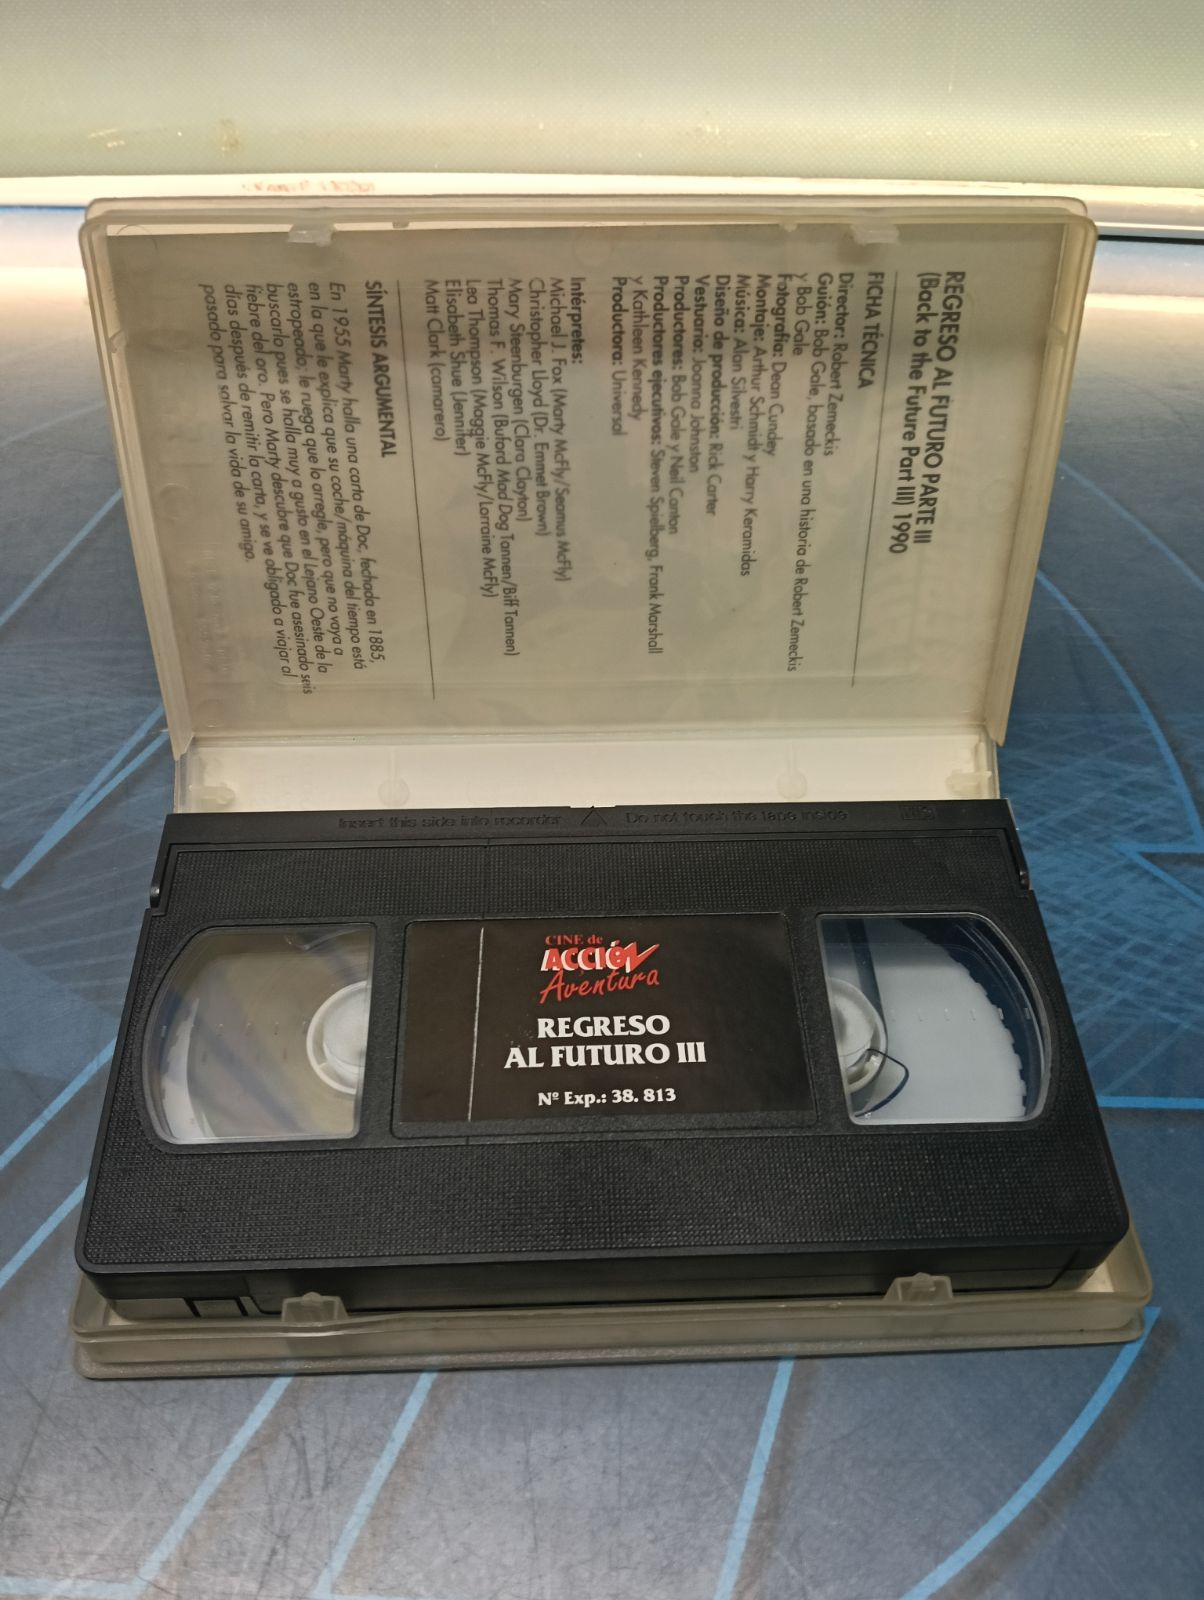 REGRESO AL FUTURO PARTE III
(Back to the Future Part III) 1990
FICHA TÉCNICA
Director: Robert Zemeckis
Guión: Bob Gale, basado en una historia de Robert Zemeckis
y Bob Gale
Fotografía: Dean Cundey
Montaje: Arthur Schmidt y Harry Keramidas
Música: Alan Silvestri
Diseño de producción: Rick Carter
Vestuario: Joanna Johnston
Productores: Bob Gale y Neil Canton
Productores ejecutivos: Steven Spielberg, Frank Marshall
y Kathleen Kennedy
Productora: Universal
Intérpretes:
Michael J. Fox (Marty McFly/Seamus McFly)
Christopher Lloyd (Dr. Emmet Brown)
Mary Steenburgen (Clara Clayton)
Thomas F. Wilson (Buford Mad Dog Tannen/Biff Tannen)
Lea Thompson (Maggie McFly/Lorraine McFly)
Elisabeth Shue (Jennifer)
Matt Clark (camarero)
SÍNTESIS ARGUMENTAL
En 1955 Marty halla una carta de Doc, fechada en 1885,
en la que le explica que su coche/máquina del tiempo está
estropeado, le ruega que lo arregle, pero que no vaya a
buscarlo pues se halla muy a gusto en el Lejano Oeste de la
fiebre del oro. Pero Marty descubre que Doc fue asesinado seis
días después de remitir la carta, y se ve obligado a viajar al
pasado para salvar la vida de su amigo.
Insert this side into recorder Do not touch the tape inside
CINE de
ACCIÓN
Aventura
REGRESO
AL FUTURO III
Nº Exp.: 38. 813